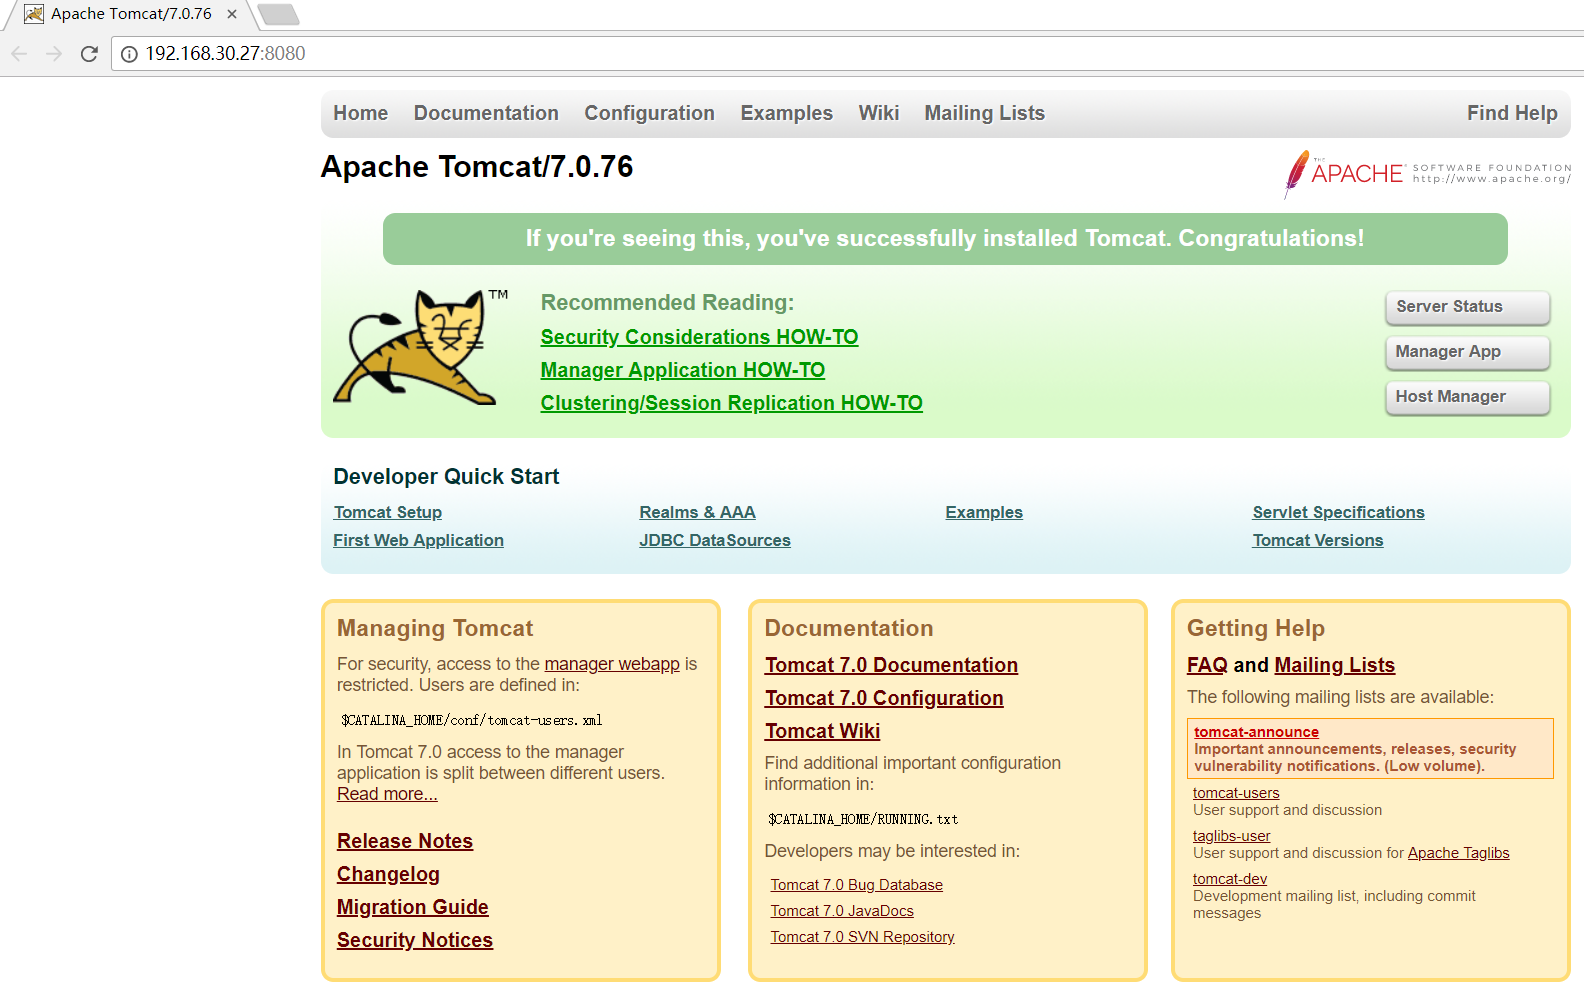 Apache Tomcat/7.0.76
192.168.30.27:8080
Home Documentation Configuration Examples Wiki Mailing Lists Find Help
Apache Tomcat/7.0.76
THE APACHE® SOFTWARE FOUNDATION
http://www.apache.org/
If you're seeing this, you've successfully installed Tomcat. Congratulations!
TM
Recommended Reading:
Security Considerations HOW-TO
Manager Application HOW-TO
Clustering/Session Replication HOW-TO
Server Status
Manager App
Host Manager
Developer Quick Start
Tomcat Setup
First Web Application
Realms & AAA
JDBC DataSources
Examples
Servlet Specifications
Tomcat Versions
Managing Tomcat
For security, access to the manager webapp is
restricted. Users are defined in:
$CATALINA_HOME/conf/tomcat-users.xml
In Tomcat 7.0 access to the manager
application is split between different users.
Read more...
Release Notes
Changelog
Migration Guide
Security Notices
Documentation
Tomcat 7.0 Documentation
Tomcat 7.0 Configuration
Tomcat Wiki
Find additional important configuration
information in:
$CATALINA_HOME/RUNNING.txt
Developers may be interested in:
Tomcat 7.0 Bug Database
Tomcat 7.0 JavaDocs
Tomcat 7.0 SVN Repository
Getting Help
FAQ and Mailing Lists
The following mailing lists are available:
tomcat-announce
Important announcements, releases, security
vulnerability notifications. (Low volume).
tomcat-users
User support and discussion
taglibs-user
User support and discussion for Apache Taglibs
tomcat-dev
Development mailing list, including commit
messages